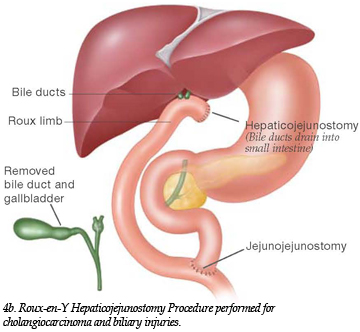 Bile ducts
Roux limb
Hepaticojejunostomy
(Bile ducts drain into
small intestine)
Removed
bile duct and
gallbladder
Jejunojejunostomy
4b. Roux-en-Y Hepaticojejunostomy Procedure performed for
cholangiocarcinoma and biliary injuries.